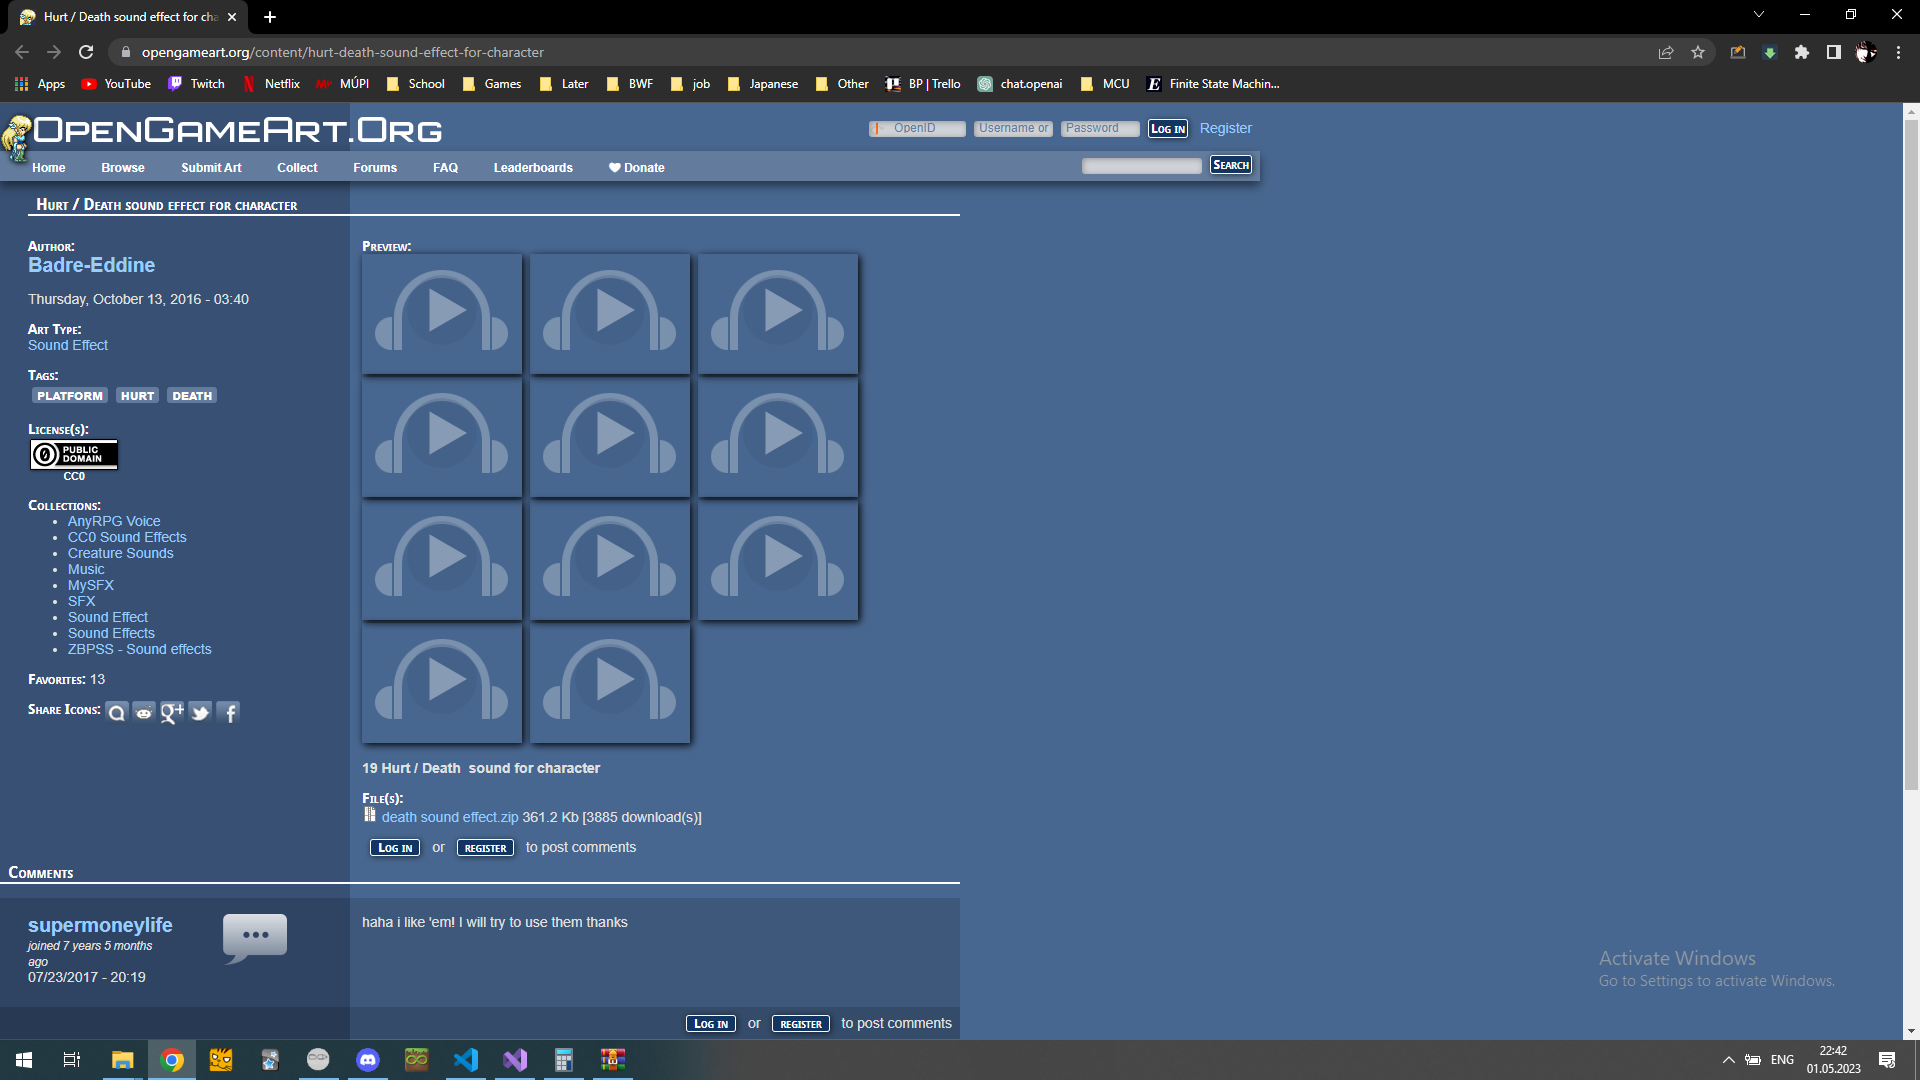 Hurt / Death sound effect for cha
opengameart.org/content/hurt-death-sound-effect-for-character
Apps YouTube Twitch Netflix MÚPI School Games Later BWF job Japanese Other BP | Trello chat.openai MCU Finite State Machin...
OpenGameArt.Org
OpenID Username or Password Log in Register
Home Browse Submit Art Collect Forums FAQ Leaderboards Donate Search
Hurt / Death sound effect for character
Author:
Badre-Eddine
Thursday, October 13, 2016 - 03:40
Art Type:
Sound Effect
Tags:
PLATFORM HURT DEATH
License(s):
PUBLIC
DOMAIN
CC0
Collections:
• AnyRPG Voice
• CC0 Sound Effects
• Creature Sounds
• Music
• MySFX
• SFX
• Sound Effect
• Sound Effects
• ZBPSS - Sound effects
Favorites: 13
Share Icons:
Preview:
19 Hurt / Death  sound for character
File(s):
death sound effect.zip 361.2 Kb [3885 download(s)]
Log in or register to post comments
Comments
supermoneylife
joined 7 years 5 months
ago
07/23/2017 - 20:19
haha i like 'em! I will try to use them thanks
Log in or register to post comments
Activate Windows
Go to Settings to activate Windows.
ENG
22:42
01.05.2023